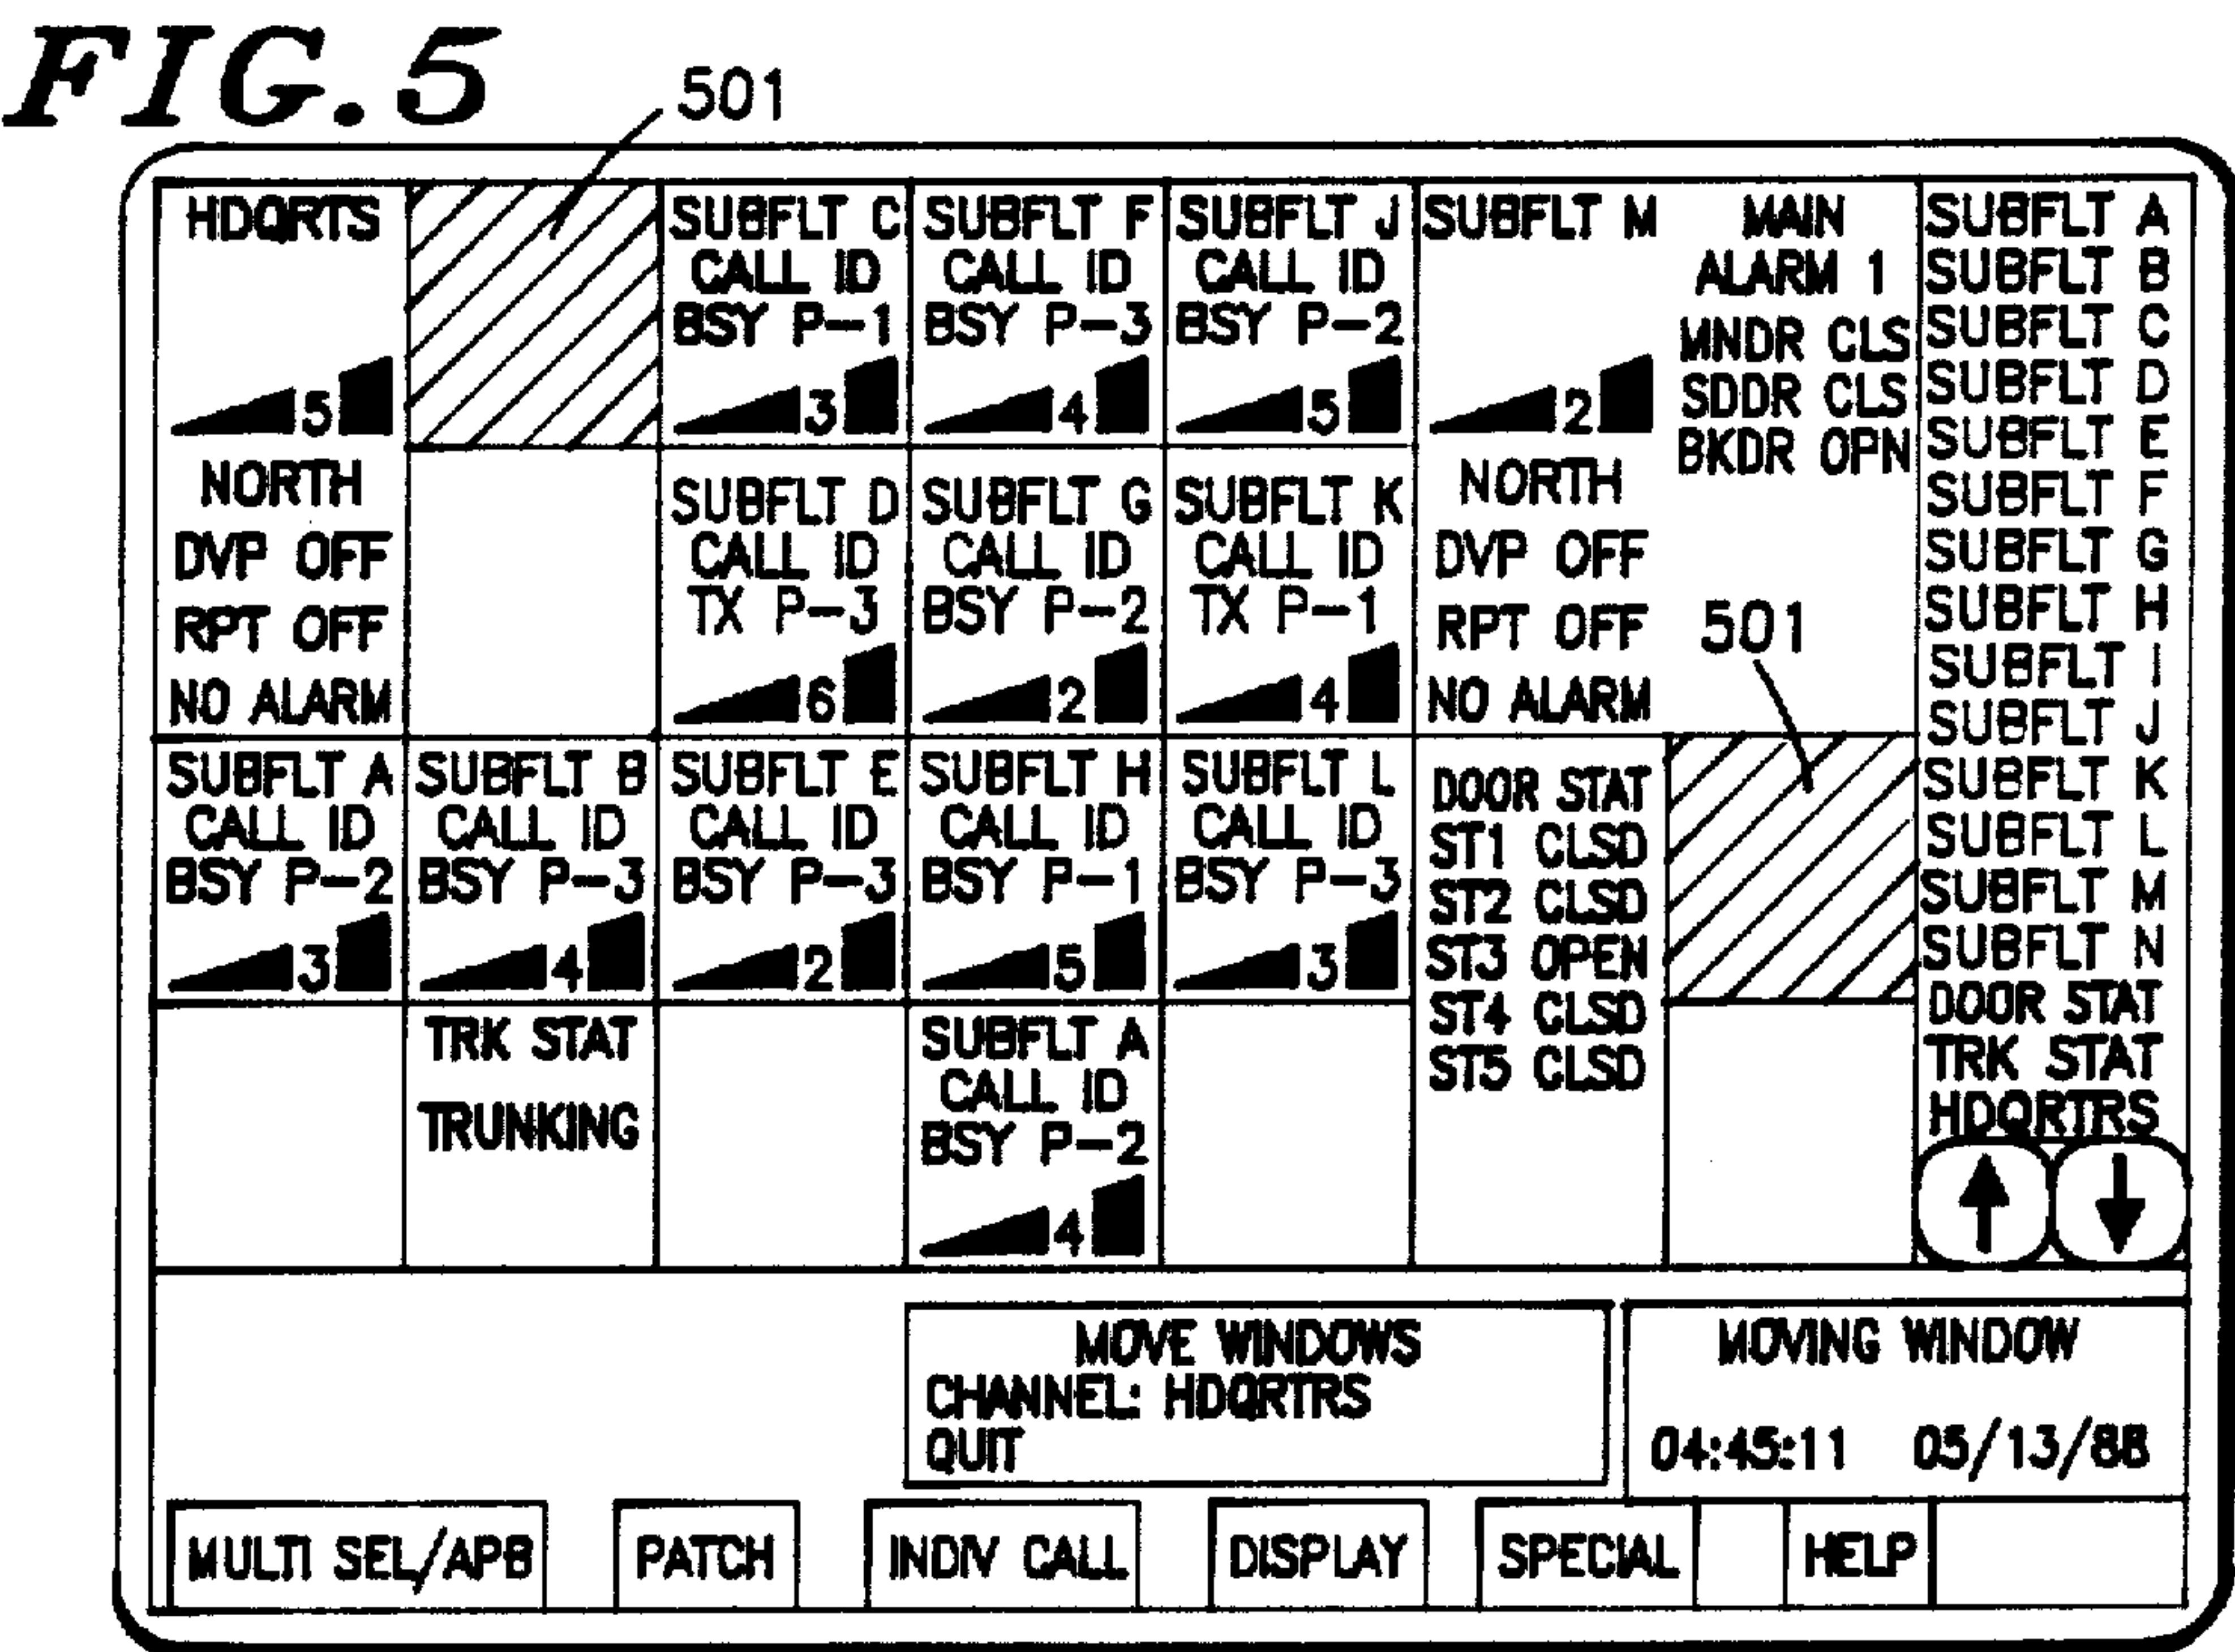 FIG.5
501
HDQRTS
5
NORTH
DVP OFF
RPT OFF
NO ALARM
SUBFLT C
CALL ID
BSY P-1
3
SUBFLT F
CALL ID
BSY P-3
4
SUBFLT J
CALL ID
BSY P-2
5
SUBFLT M
2
NORTH
DVP OFF
RPT OFF
NO ALARM
MAIN
ALARM 1
MNDR CLS
SDDR CLS
BKDR OPN
501
SUBFLT D
CALL ID
TX P-3
6
SUBFLT G
CALL ID
BSY P-2
2
SUBFLT K
CALL ID
TX P-1
4
SUBFLT A
CALL ID
BSY P-2
3
SUBFLT B
CALL ID
BSY P-3
4
SUBFLT E
CALL ID
BSY P-3
2
SUBFLT H
CALL ID
BSY P-1
5
SUBFLT L
CALL ID
BSY P-3
3
DOOR STAT
ST1 CLSD
ST2 CLSD
ST3 OPEN
ST4 CLSD
ST5 CLSD
TRK STAT
TRUNKING
SUBFLT A
CALL ID
BSY P-2
4
SUBFLT A
SUBFLT B
SUBFLT C
SUBFLT D
SUBFLT E
SUBFLT F
SUBFLT G
SUBFLT H
SUBFLT I
SUBFLT J
SUBFLT K
SUBFLT L
SUBFLT M
SUBFLT N
DOOR STAT
TRK STAT
HDQRTRS
MOVE WINDOWS
CHANNEL: HDQRTRS
QUIT
MOVING WINDOW
04:45:11 05/13/88
MULTI SEL/APB
PATCH
INDIV CALL
DISPLAY
SPECIAL
HELP